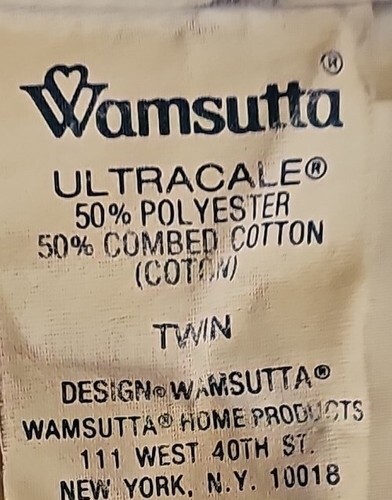 Wamsutta®
ULTRACALE®
50% POLYESTER
50% COMBED COTTON
(COTON)
TWIN
DESIGN© WAMSUTTA®
WAMSUTTA® HOME PRODUCTS
111 WEST 40TH ST.
NEW YORK, N.Y. 10018